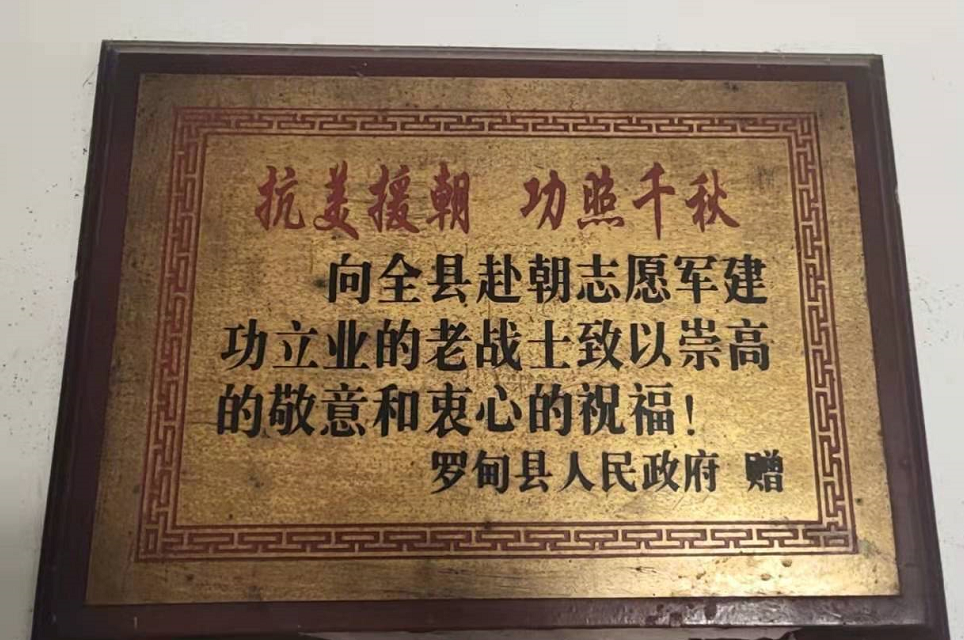 抗美援朝 功照千秋
向全县赴朝志愿军建
功立业的老战士致以崇高
的敬意和衷心的祝福!
罗甸县人民政府 赠